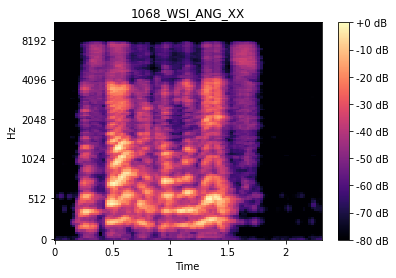 1068_WSI_ANG_XX
Hz
8192
4096
2048
1024
512
0
0
0.5
1
1.5
2
Time
+0 dB
-10 dB
-20 dB
-30 dB
-40 dB
-50 dB
-60 dB
-70 dB
-80 dB